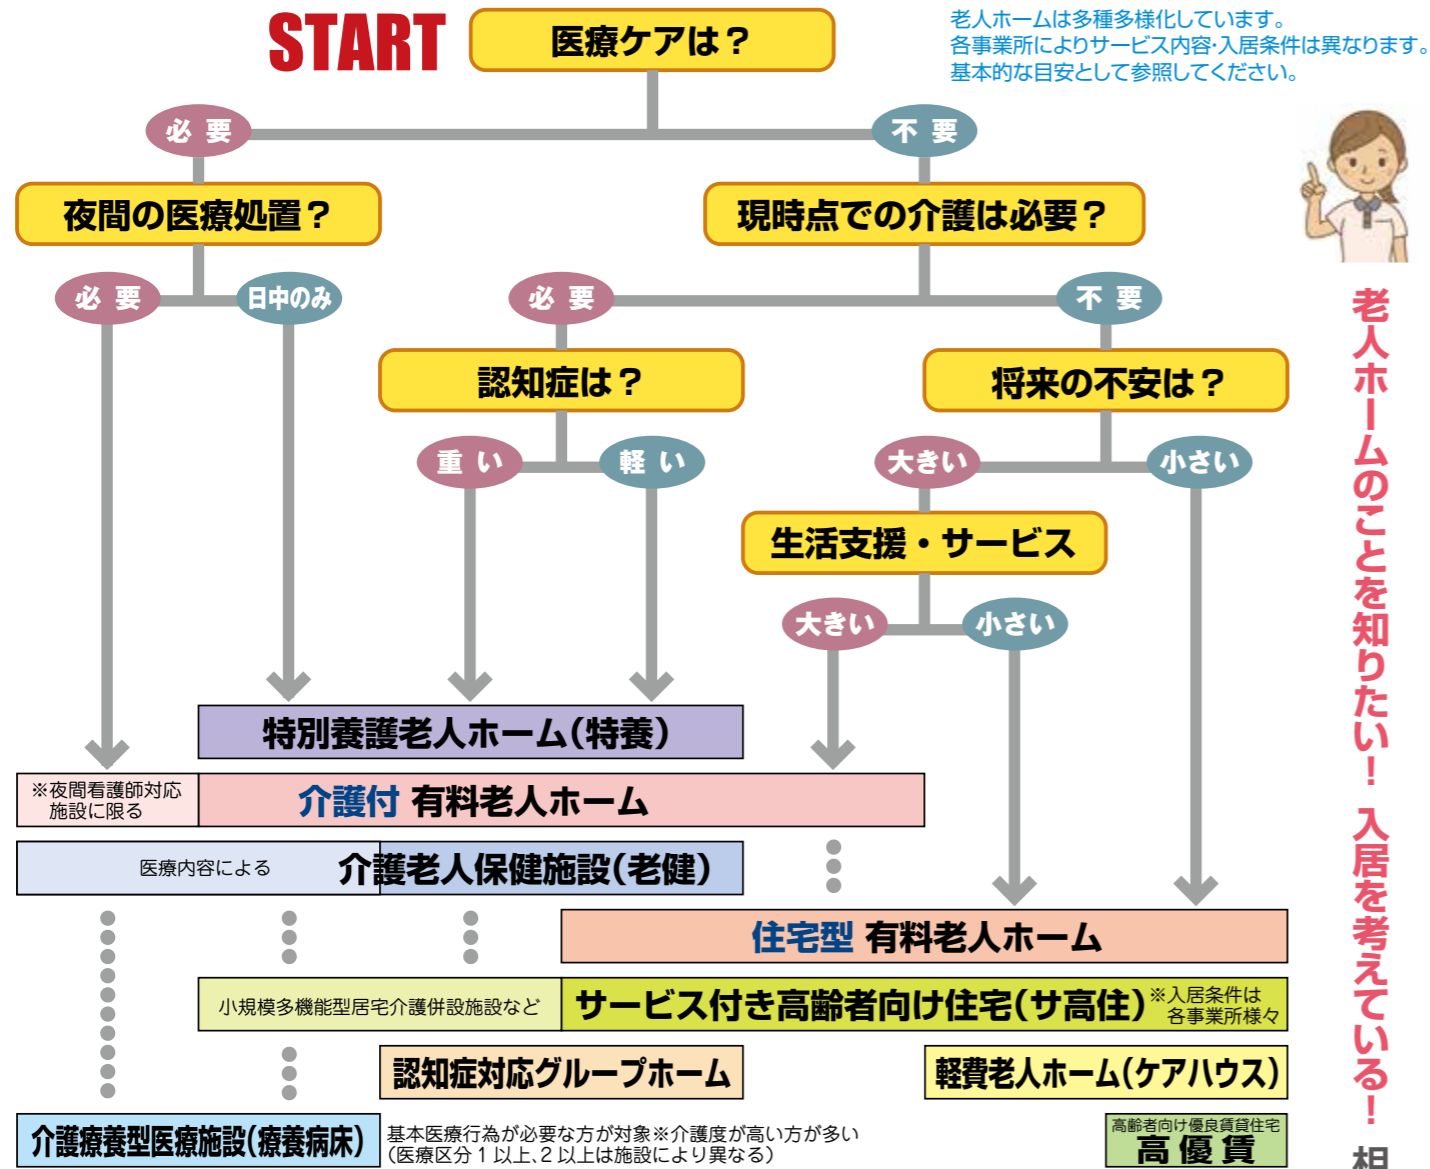 START
医療ケアは？
老人ホームは多種多様化しています。
各事業所によりサービス内容・入居条件は異なります。
基本的な目安として参照してください。
必要
不要
夜間の医療処置？
現時点での介護は必要？
必要
日中のみ
必要
不要
認知症は？
将来の不安は？
重い
軽い
大きい
小さい
生活支援・サービス
大きい
小さい
特別養護老人ホーム（特養）
※夜間看護師対応
施設に限る
介護付 有料老人ホーム
医療内容による
介護老人保健施設（老健）
住宅型 有料老人ホーム
小規模多機能型居宅介護併設施設など
サービス付き高齢者向け住宅（サ高住）
※入居条件は
各事業所様々
認知症対応グループホーム
軽費老人ホーム（ケアハウス）
介護療養型医療施設（療養病床）
基本医療行為が必要な方が対象※介護度が高い方が多い
（医療区分１以上、２以上は施設により異なる）
高齢者向け優良賃貸住宅
高優賃
老人ホームのことを知りたい！ 入居を考えている！ 相